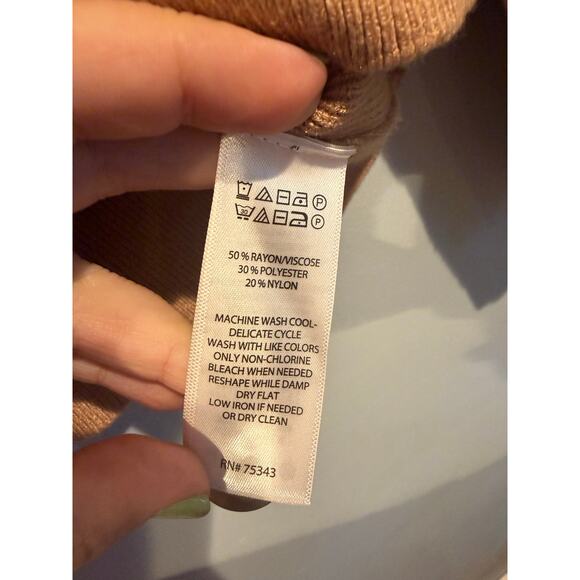 P
30 P
50 % RAYON/VISCOSE
30 % POLYESTER
20 % NYLON
MACHINE WASH COOL-
DELICATE CYCLE
WASH WITH LIKE COLORS
ONLY NON-CHLORINE
BLEACH WHEN NEEDED
RESHAPE WHILE DAMP
DRY FLAT
LOW IRON IF NEEDED
OR DRY CLEAN
RN# 75343